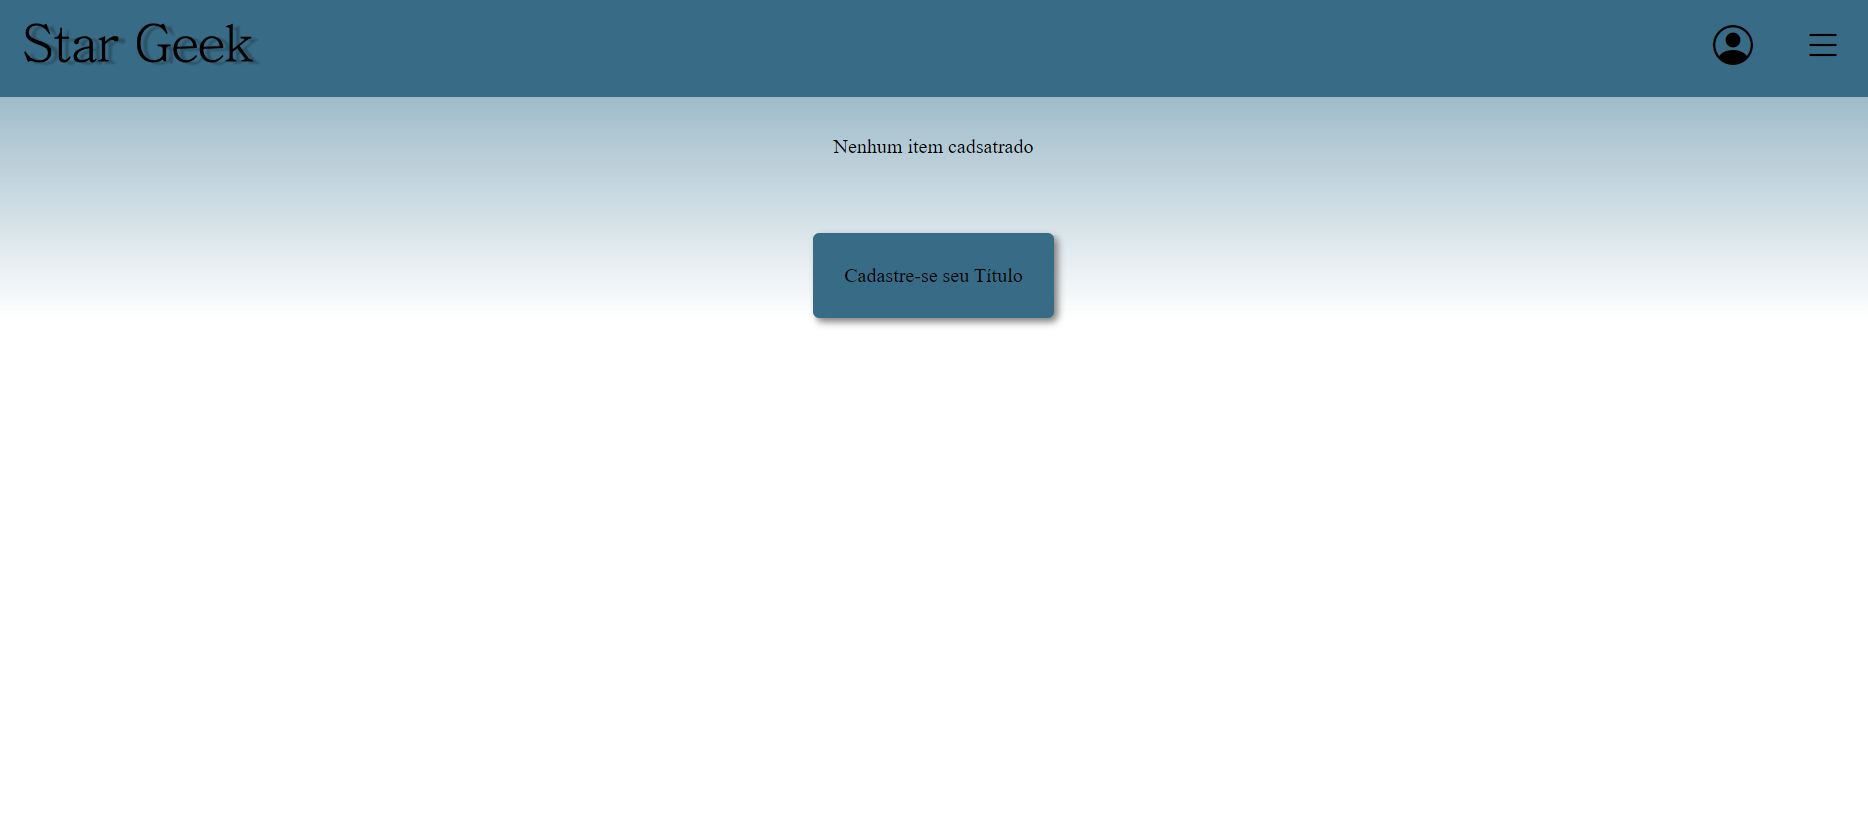 Star Geek
Nenhum item cadsatrado
Cadastre-se seu Título